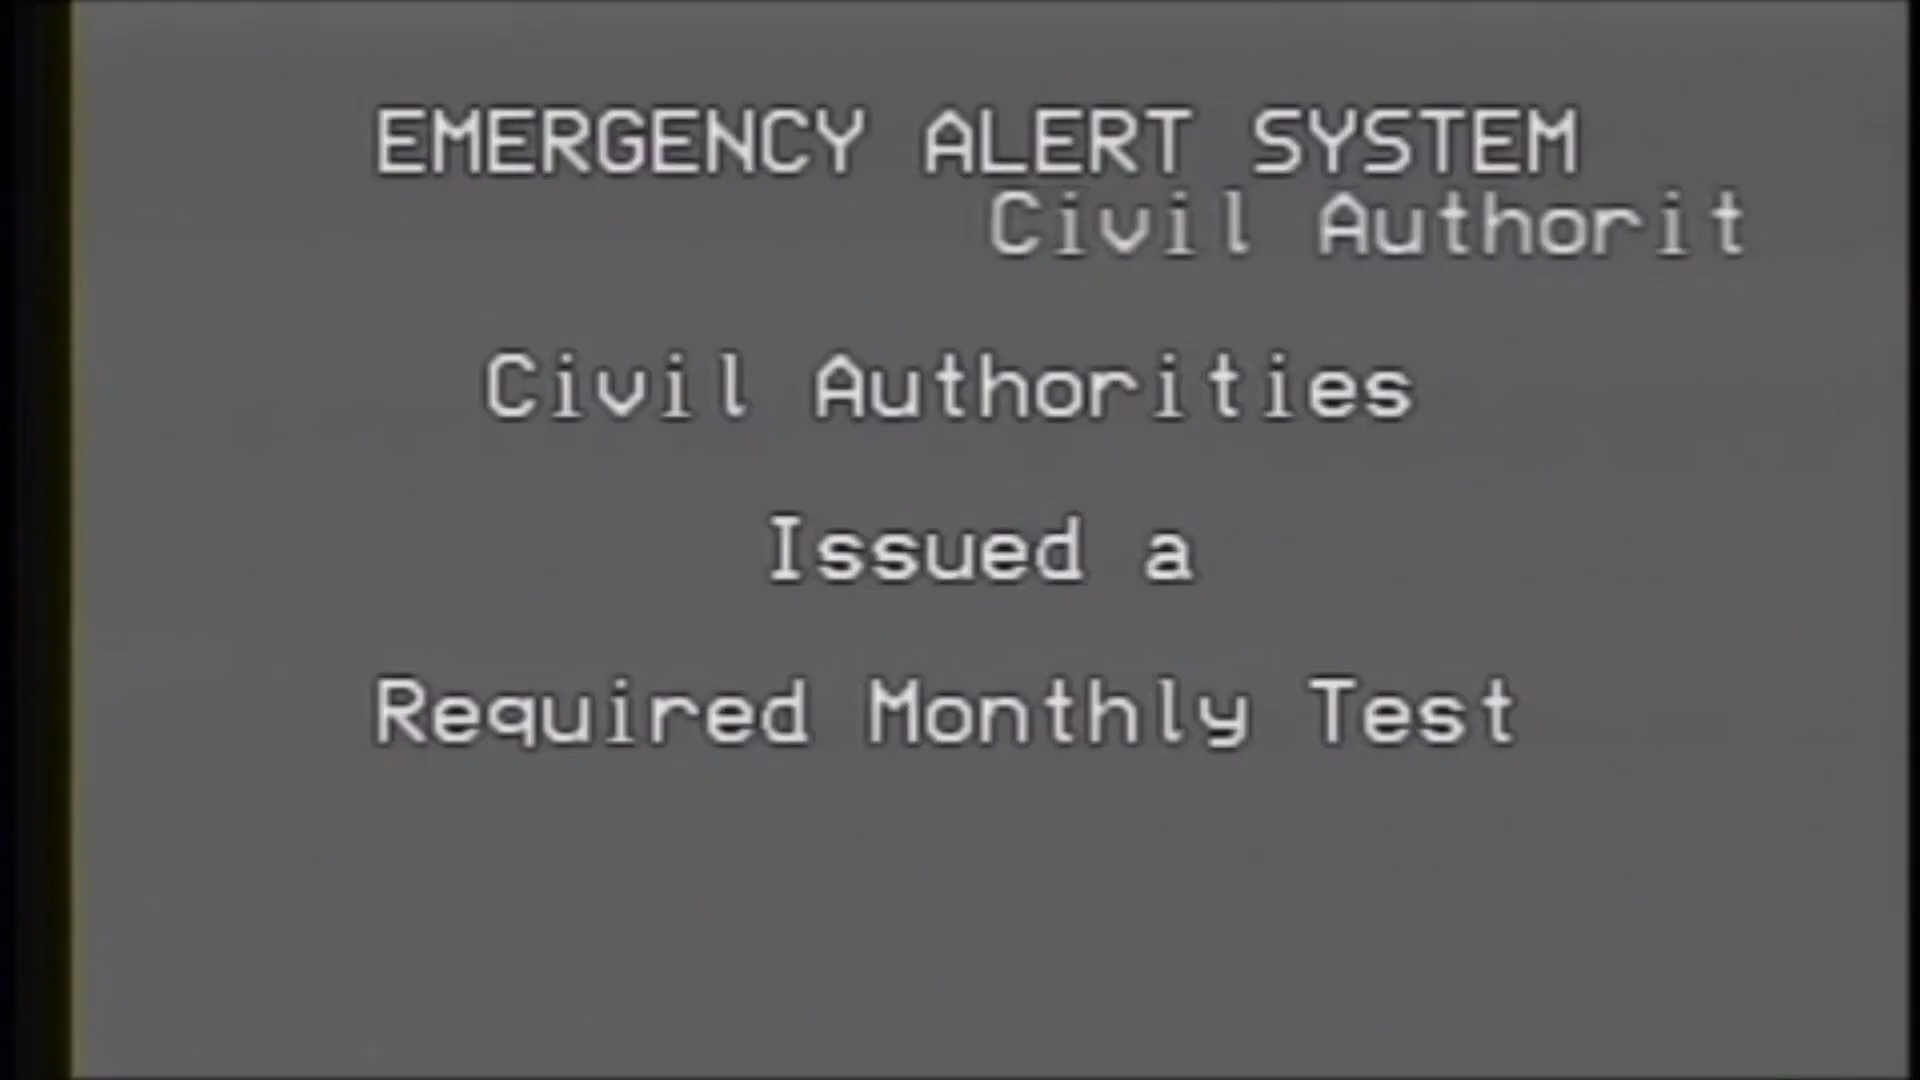 EMERGENCY ALERT SYSTEM
Civil Authorit
Civil Authorities
Issued a
Required Monthly Test